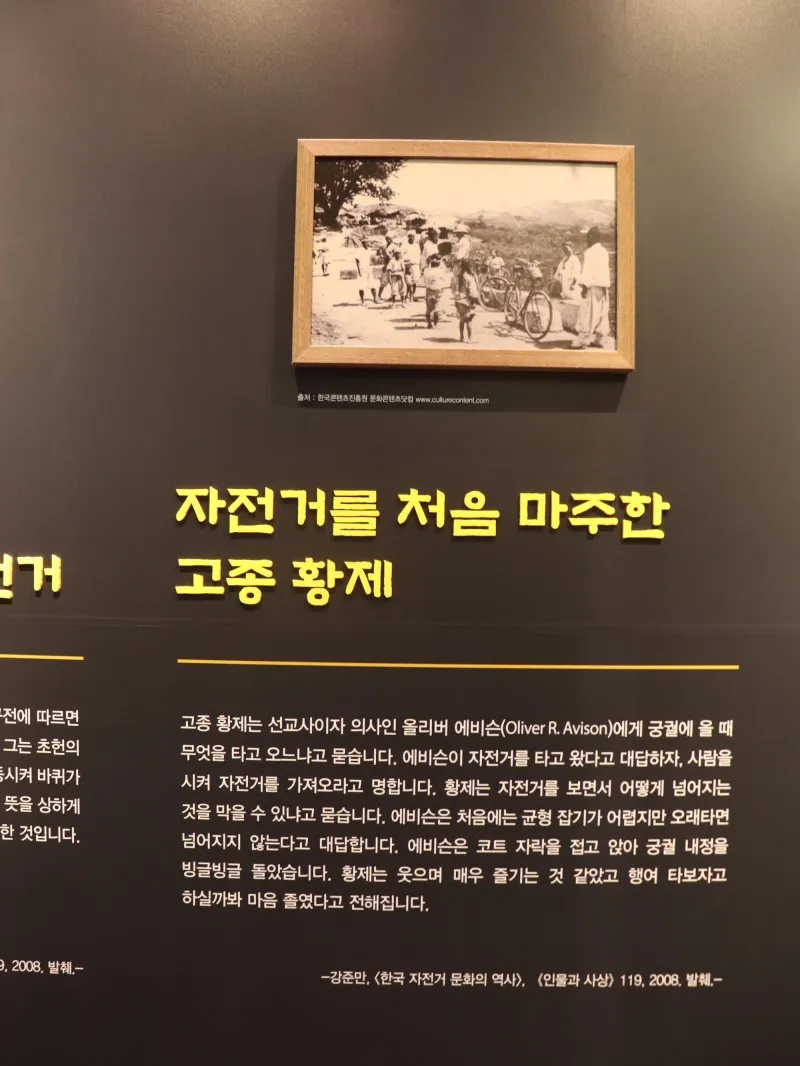 출처 : 한국콘텐츠진흥원 문화콘텐츠닷컴 www.culturecontent.com
자전거를 처음 마주한
고종 황제
고종 황제는 선교사이자 의사인 올리버 에비슨(Oliver R. Avison)에게 궁궐에 올 때
무엇을 타고 오느냐고 묻습니다. 에비슨이 자전거를 타고 왔다고 대답하자, 사람을
시켜 자전거를 가져오라고 명합니다. 황제는 자전거를 보면서 어떻게 넘어지는
것을 막을 수 있냐고 묻습니다. 에비슨은 처음에는 균형 잡기가 어렵지만 오래타면
넘어지지 않는다고 대답합니다. 에비슨은 코트 자락을 접고 앉아 궁궐 내정을
빙글빙글 돌았습니다. 황제는 웃으며 매우 즐기는 것 같았고 행여 타보자고
하실까봐 마음 졸였다고 전해집니다.
-강준만, 〈한국 자전거 문화의 역사〉, 《인물과 사상》 119, 2008. 발췌.-
전거
구전에 따르면
그는 초헌의
시켜 바퀴가
뜻을 상하게
한 것입니다.
9, 2008. 발췌.-